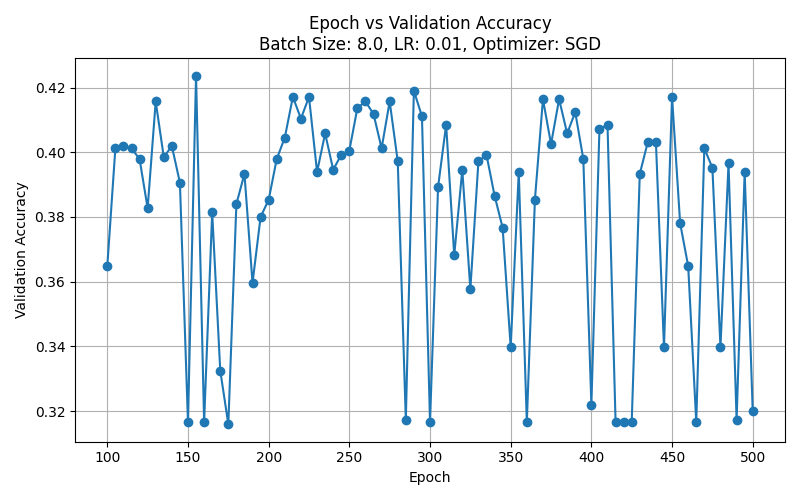 Epoch vs Validation Accuracy
Batch Size: 8.0, LR: 0.01, Optimizer: SGD
Validation Accuracy
0.42
0.40
0.38
0.36
0.34
0.32
100 150 200 250 300 350 400 450 500
Epoch